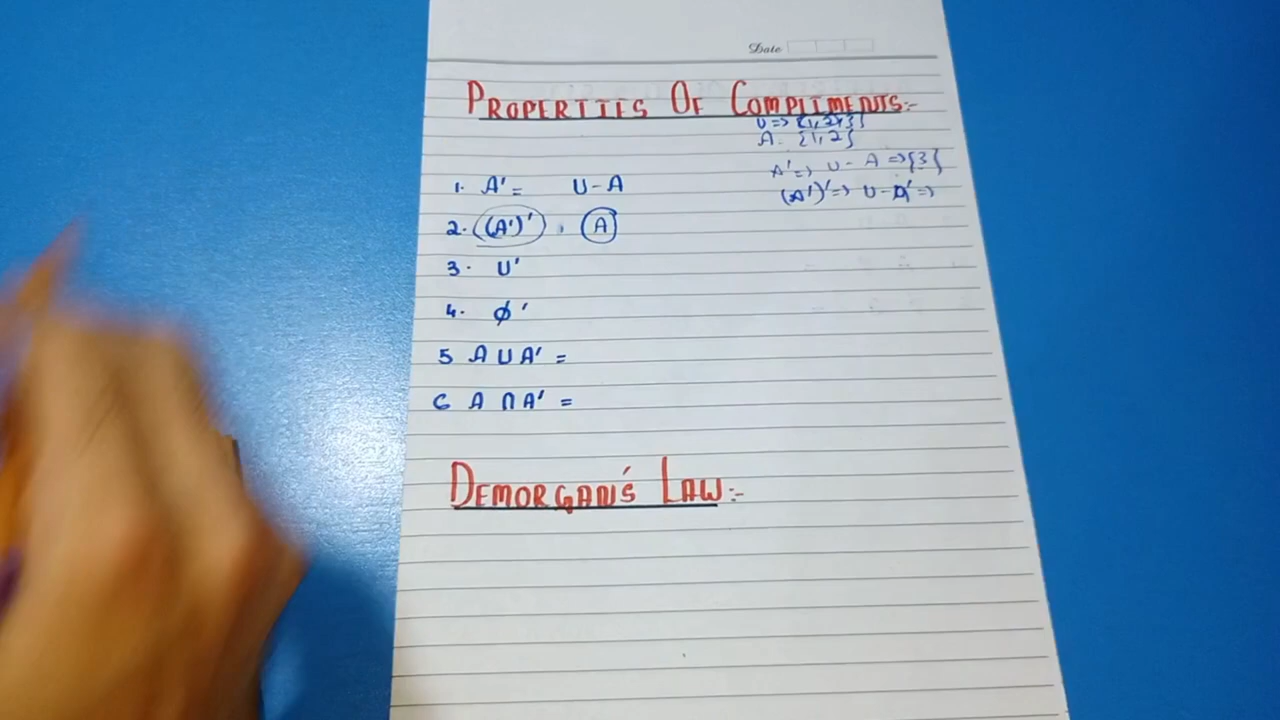 Date
PROPERTIES OF COMPLIMENTS:-
U => {1,2,3}
A. {1,2}
A' => U - A => {3}
1. A' = U - A
(A')' => U - A' =>
2. (A')' . A
3. U'
4. ϕ'
5 A U A' =
6 A ∩ A' =
DEMORGAN'S LAW:-